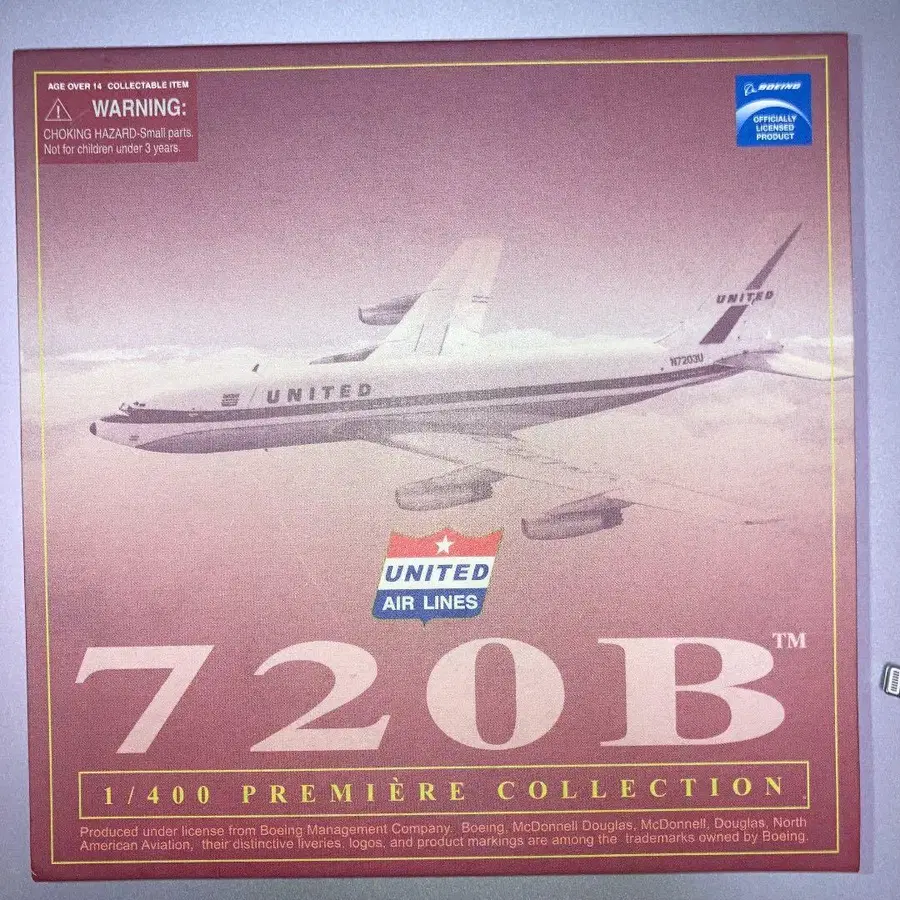 AGE OVER 14 COLLECTABLE ITEM
WARNING:
CHOKING HAZARD-Small parts.
Not for children under 3 years.
BOEING
OFFICIALLY
LICENSED
PRODUCT
UNITED
N7203U
UNITED
UNITED
AIR LINES
720B™
1/400 PREMIÈRE COLLECTION
Produced under license from Boeing Management Company. Boeing, McDonnell Douglas, McDonnell, Douglas, North
American Aviation, their distinctive liveries, logos, and product markings are among the trademarks owned by Boeing.